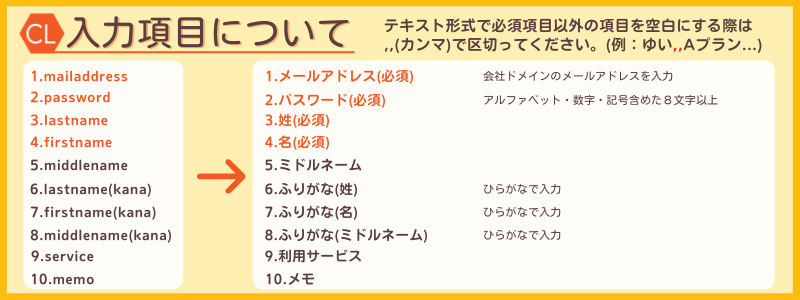 CL 入力項目について
テキスト形式で必須項目以外の項目を空白にする際は
,,(カンマ)で区切ってください。(例：ゆい,,Aプラン...)
1.mailaddress
2.password
3.lastname
4.firstname
5.middlename
6.lastname(kana)
7.firstname(kana)
8.middlename(kana)
9.service
10.memo
1.メールアドレス(必須) 会社ドメインのメールアドレスを入力
2.パスワード(必須) アルファベット・数字・記号含めた８文字以上
3.姓(必須)
4.名(必須)
5.ミドルネーム
6.ふりがな(姓) ひらがなで入力
7.ふりがな(名) ひらがなで入力
8.ふりがな(ミドルネーム) ひらがなで入力
9.利用サービス
10.メモ